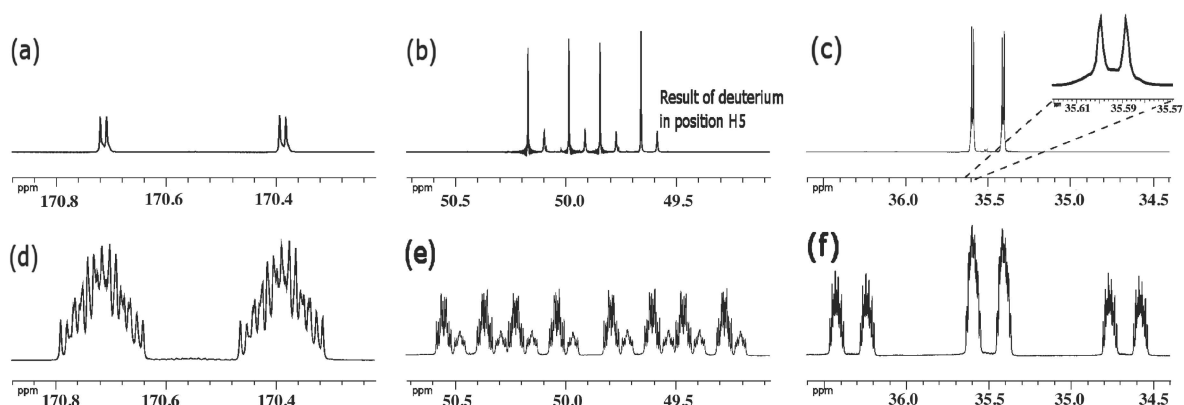 (a)
ppm
170.8
170.6
170.4
(b)
Result of deuterium
in position H5
ppm
50.5
50.0
49.5
(c)
35.61
35.59
35.57
ppm
36.0
35.5
35.0
34.5
(d)
ppm
170.8
170.6
170.4
(e)
ppm
50.5
50.0
49.5
(f)
ppm
36.0
35.5
35.0
34.5